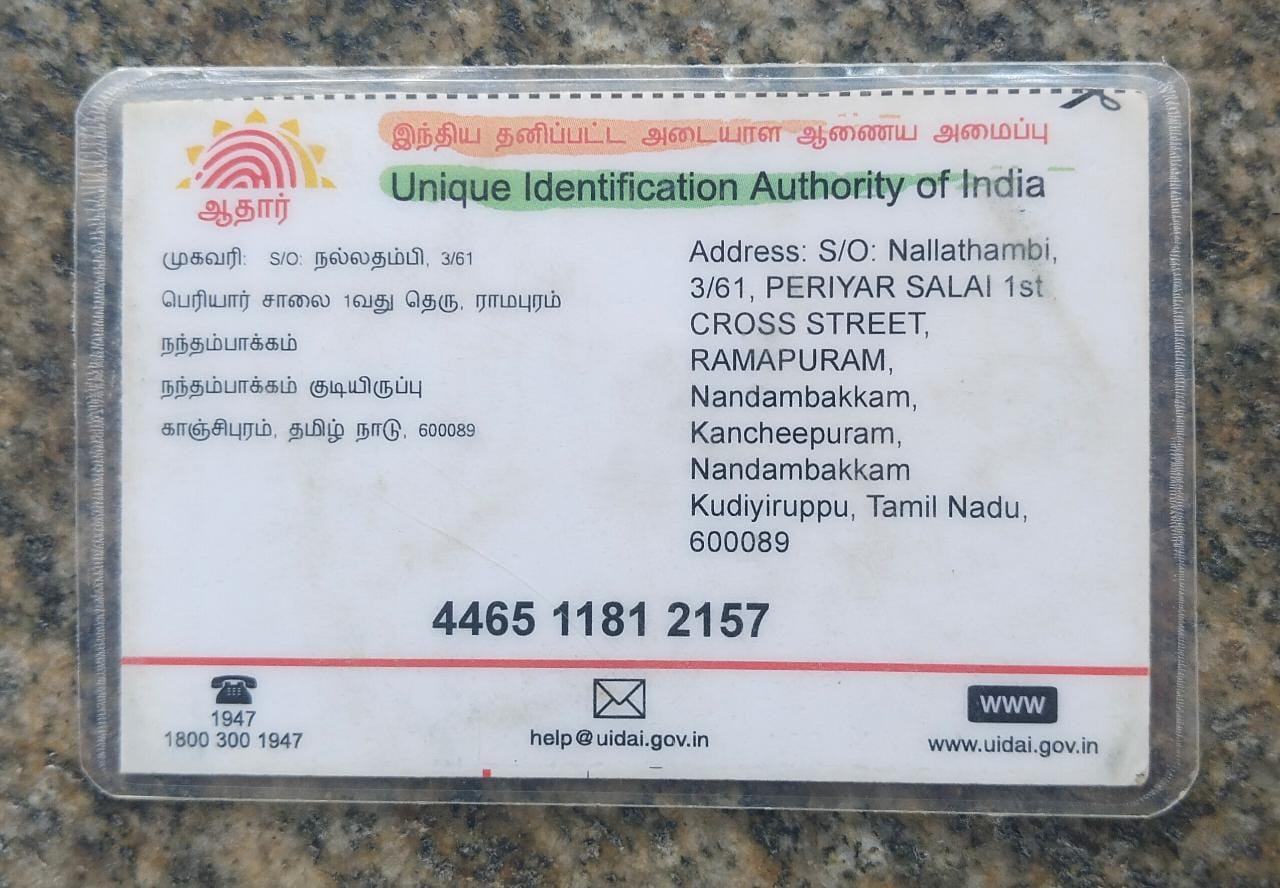 இந்திய தனிப்பட்ட அடையாள ஆணைய அமைப்பு
Unique Identification Authority of India
ஆதார்
முகவரி: S/O: நல்லதம்பி, 3/61
பெரியார் சாலை 1வது தெரு, ராமபுரம்
நந்தம்பாக்கம்
நந்தம்பாக்கம் குடியிருப்பு
காஞ்சிபுரம், தமிழ் நாடு, 600089
Address: S/O: Nallathambi,
3/61, PERIYAR SALAI 1st
CROSS STREET,
RAMAPURAM,
Nandambakkam,
Kancheepuram,
Nandambakkam
Kudiyiruppu, Tamil Nadu,
600089
4465 1181 2157
1947
1800 300 1947
help@uidai.gov.in
www
www.uidai.gov.in